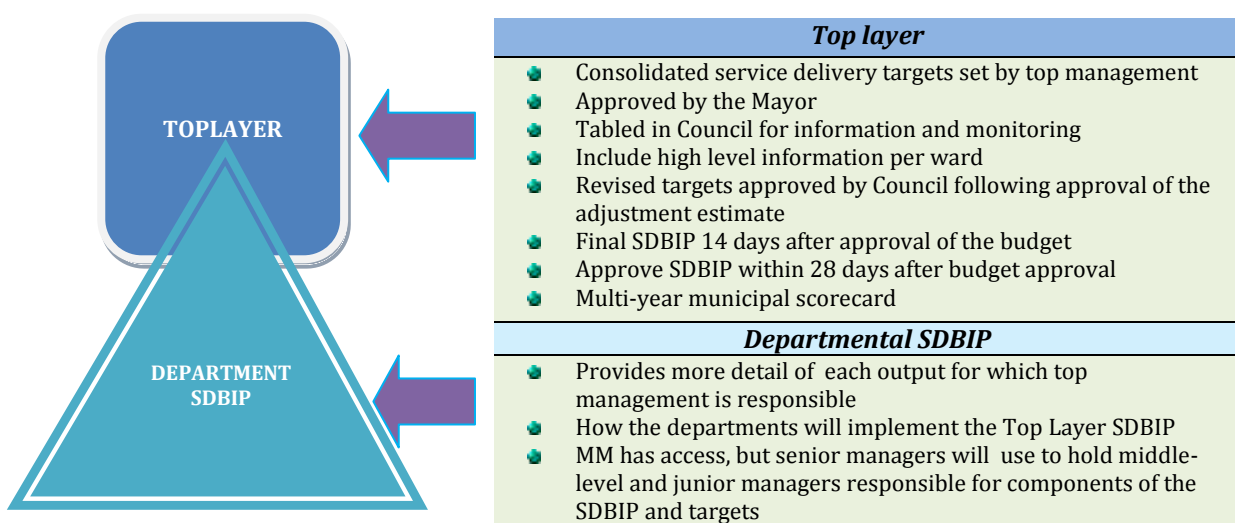 TOPLAYER
DEPARTMENT
SDBIP
Top layer
Consolidated service delivery targets set by top management
Approved by the Mayor
Tabled in Council for information and monitoring
Include high level information per ward
Revised targets approved by Council following approval of the
adjustment estimate
Final SDBIP 14 days after approval of the budget
Approve SDBIP within 28 days after budget approval
Multi-year municipal scorecard
Departmental SDBIP
Provides more detail of each output for which top
management is responsible
How the departments will implement the Top Layer SDBIP
MM has access, but senior managers will use to hold middle-
level and junior managers responsible for components of the
SDBIP and targets